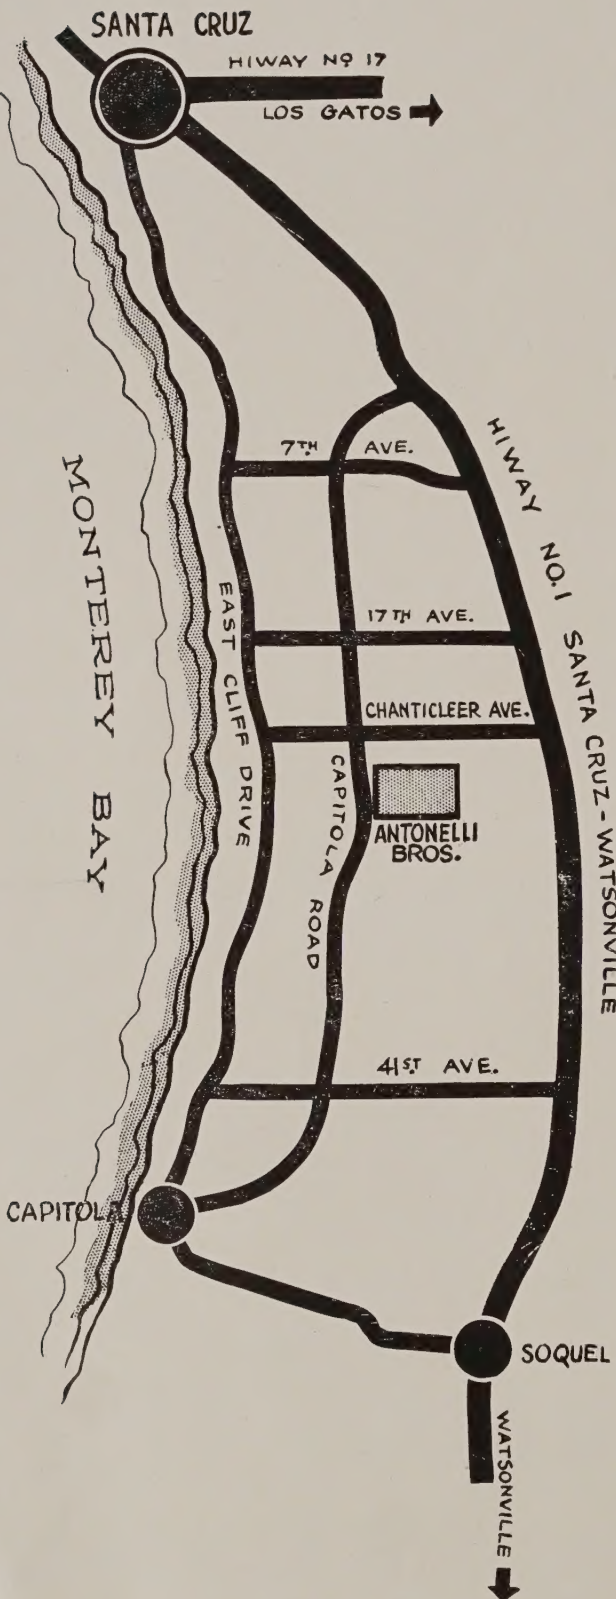 SANTA CRUZ
HIWAY Nº 17
LOS GATOS
7TH AVE.
HIWAY NO.1 SANTA CRUZ-WATSONVILLE
MONTEREY BAY
EAST CLIFF DRIVE
17TH AVE.
CHANTICLEER AVE.
CAPITOLA ROAD
ANTONELLI
BROS.
41ST AVE.
CAPITOLA
SOQUEL
WATSONVILLE